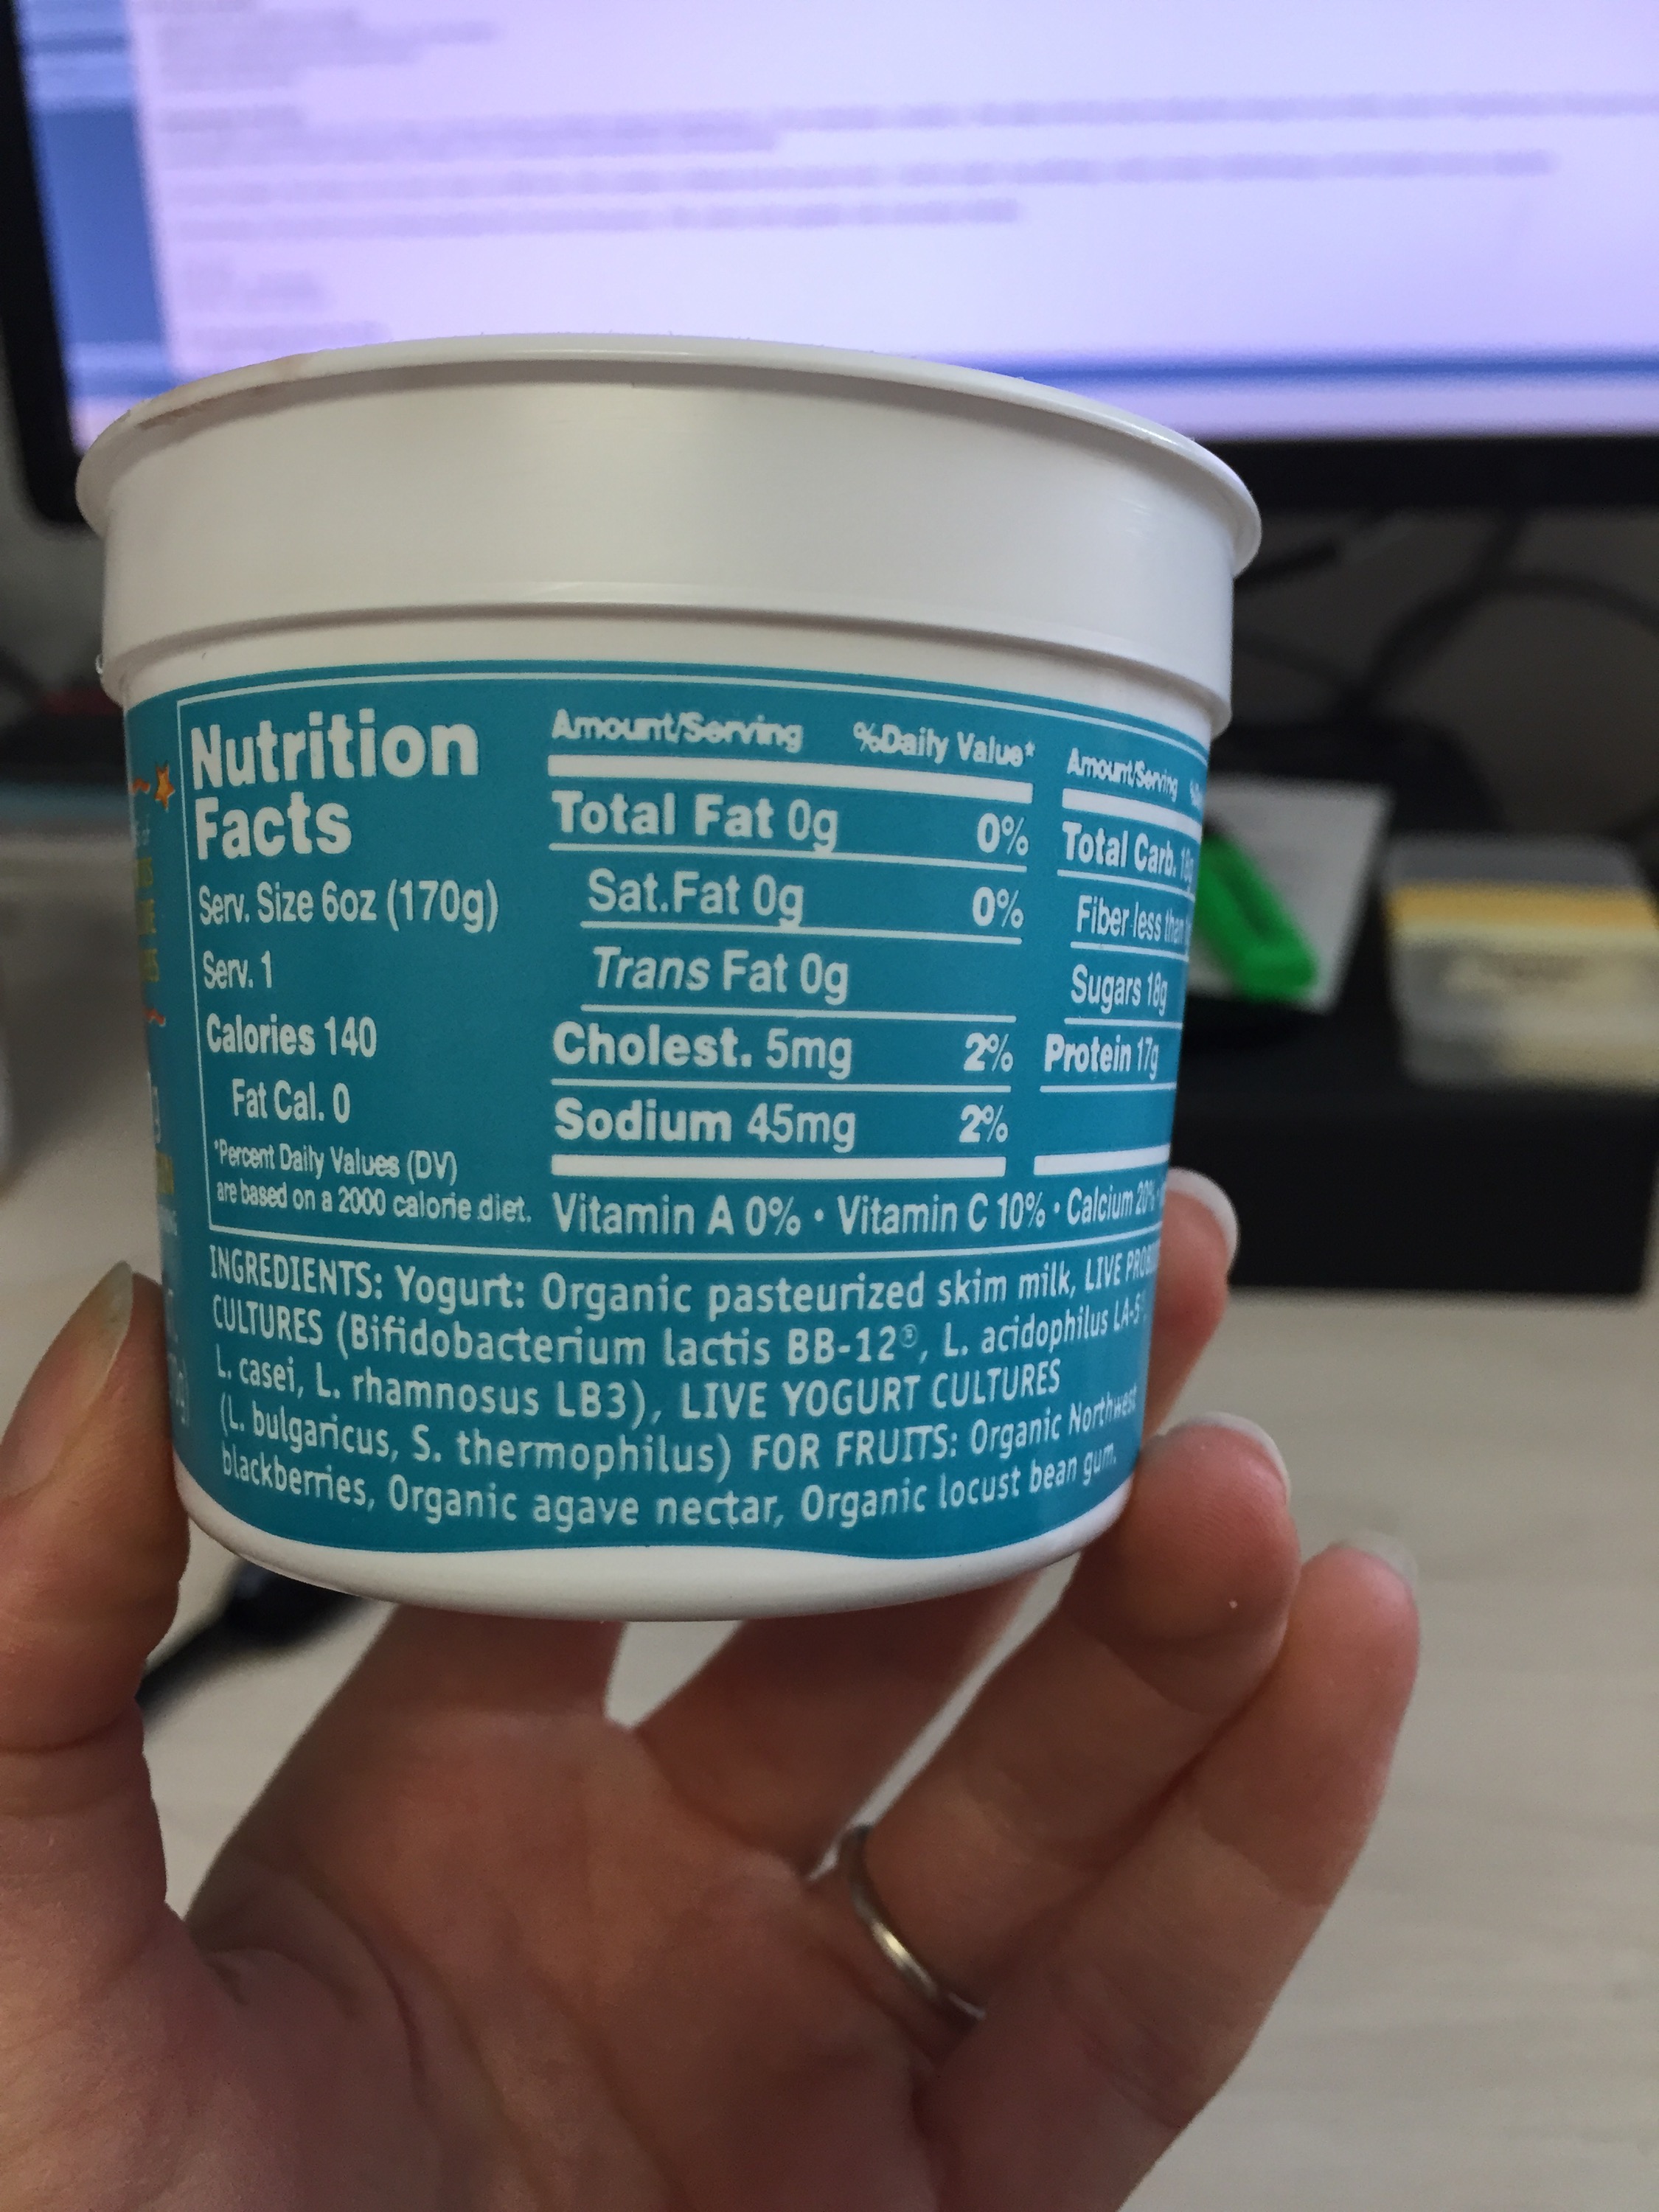 Nutrition
Facts
Serv. Size 6oz (170g)
Serv. 1
Calories 140
Fat Cal. 0
*Percent Daily Values (DV)
are based on a 2000 calorie diet.
Amount/Serving %Daily Value*
Total Fat 0g 0%
Sat.Fat 0g 0%
Trans Fat 0g
Cholest. 5mg 2%
Sodium 45mg 2%
Amount/Serving
Total Carb.
Fiber less than
Sugars 18g
Protein 17g
Vitamin A 0% • Vitamin C 10% • Calcium 20%
INGREDIENTS: Yogurt: Organic pasteurized skim milk, LIVE
CULTURES (Bifidobacterium lactis BB-12®, L. acidophilus LA-5
L. casei, L. rhamnosus LB3), LIVE YOGURT CULTURES
(L. bulgaricus, S. thermophilus) FOR FRUITS: Organic Northwest
blackberries, Organic agave nectar, Organic locust bean gum.